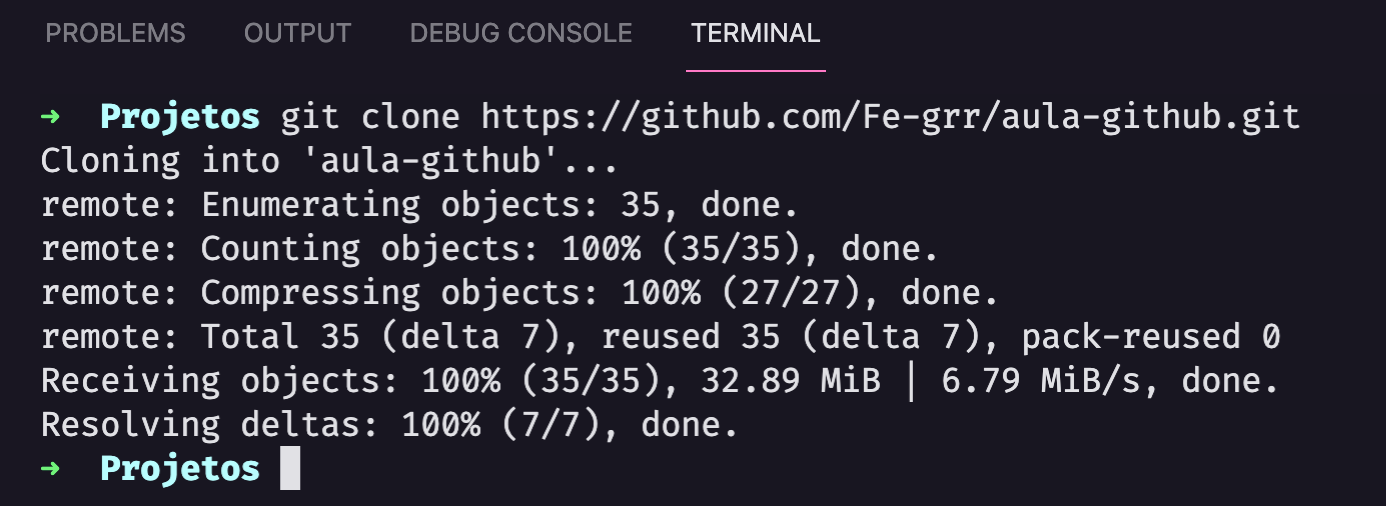 PROBLEMS OUTPUT DEBUG CONSOLE TERMINAL
➜ Projetos git clone https://github.com/Fe-grr/aula-github.git
Cloning into 'aula-github'...
remote: Enumerating objects: 35, done.
remote: Counting objects: 100% (35/35), done.
remote: Compressing objects: 100% (27/27), done.
remote: Total 35 (delta 7), reused 35 (delta 7), pack-reused 0
Receiving objects: 100% (35/35), 32.89 MiB | 6.79 MiB/s, done.
Resolving deltas: 100% (7/7), done.
➜ Projetos